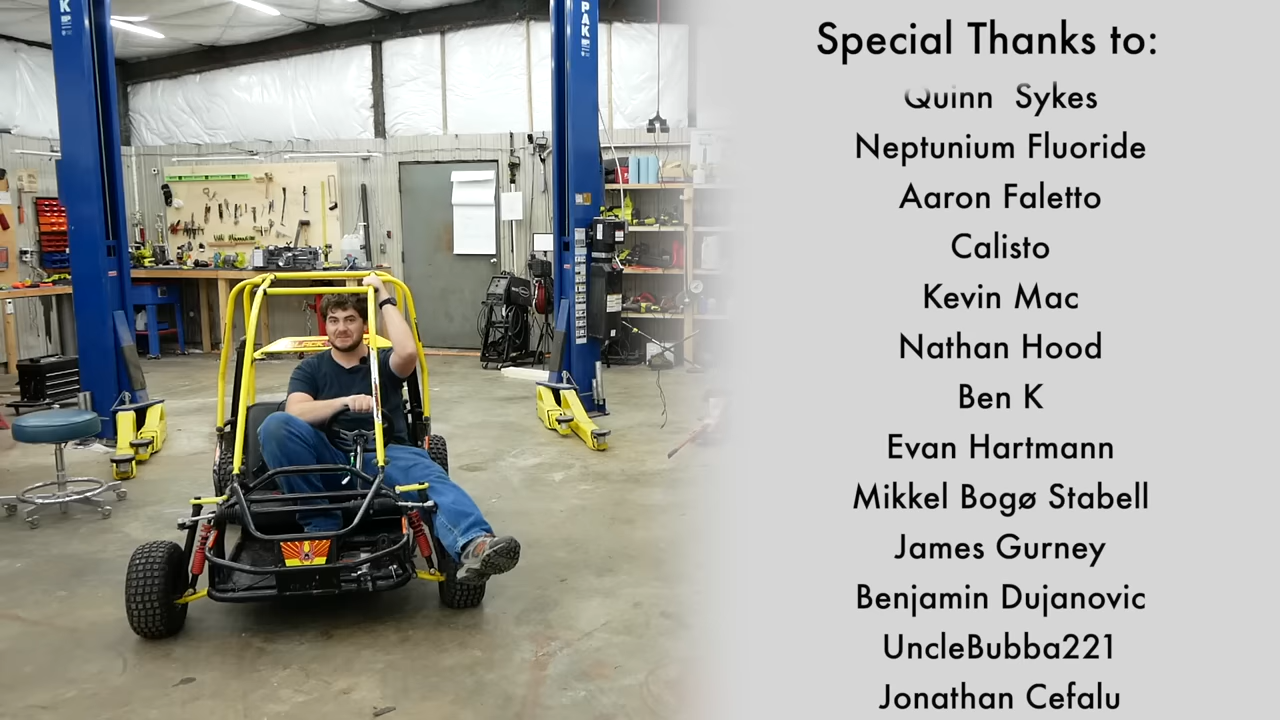 K
PAK
Special Thanks to:
Quinn  Sykes
Neptunium Fluoride
Aaron Faletto
Calisto
Kevin Mac
Nathan Hood
Ben K
Evan Hartmann
Mikkel Bogø Stabell
James Gurney
Benjamin Dujanovic
UncleBubba221
Jonathan Cefalu